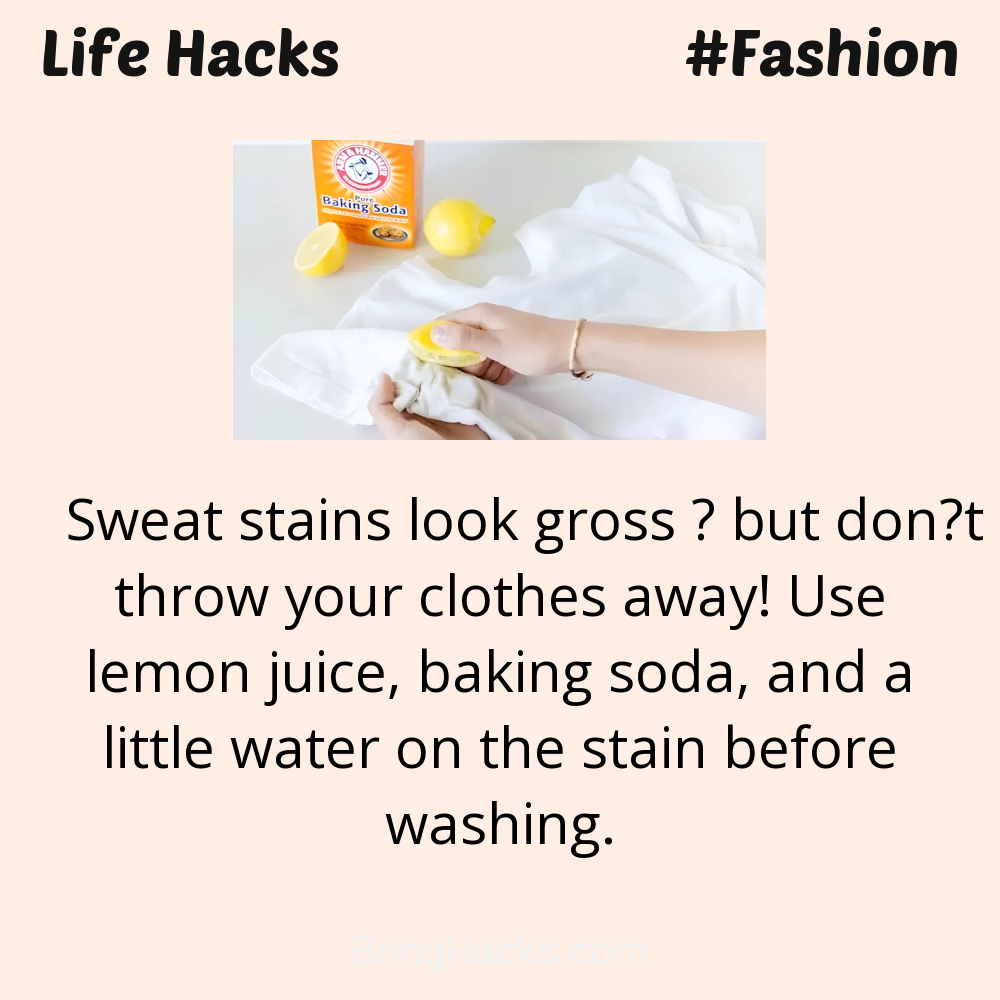 Life Hacks
#Fashion
ARM & HAMMER
Pure
Baking Soda
Sweat stains look gross ? but don?t
throw your clothes away! Use
lemon juice, baking soda, and a
little water on the stain before
washing.
BringHacks.com